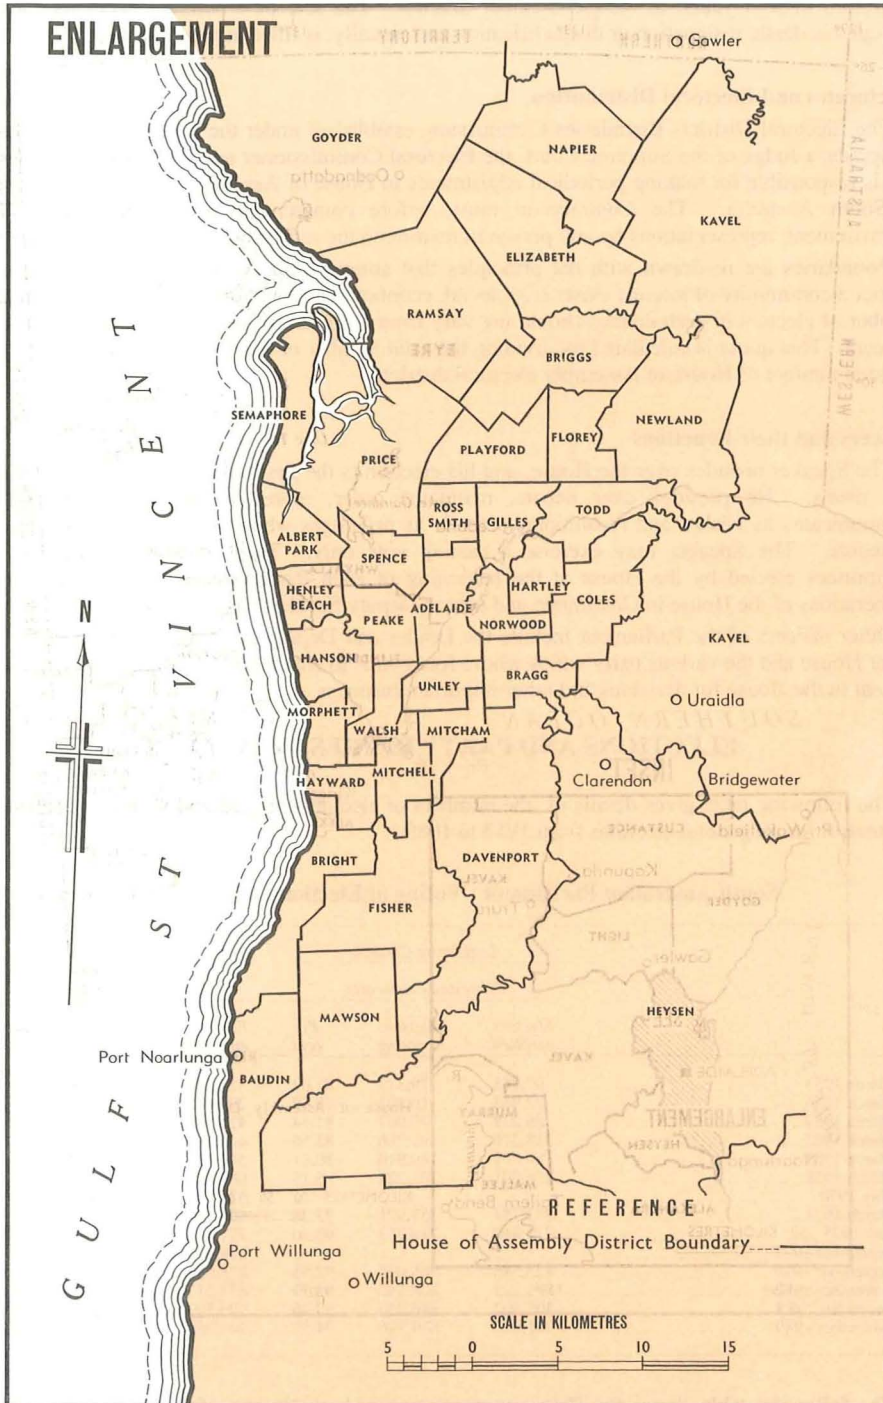 ENLARGEMENT
Gawler
GOYDER
NAPIER
KAVEL
ELIZABETH
RAMSAY
BRIGGS
SEMAPHORE
NEWLAND
FLOREY
PLAYFORD
PRICE
ROSS
SMITH
GILLES
TODD
ALBERT
PARK
SPENCE
HENLEY
BEACH
HARTLEY
COLES
PEAKE
ADELAIDE
NORWOOD
KAVEL
HANSON
BRAGG
UNLEY
Uraidla
MORPHETT
WALSH
MITCHAM
Clarendon
Bridgewater
HAYWARD
MITCHELL
BRIGHT
DAVENPORT
FISHER
HEYSEN
MAWSON
Port Noarlunga
BAUDIN
N
GULF ST VINCENT
REFERENCE
House of Assembly District Boundary
Port Willunga
Willunga
SCALE IN KILOMETRES
5 0 5 10 15